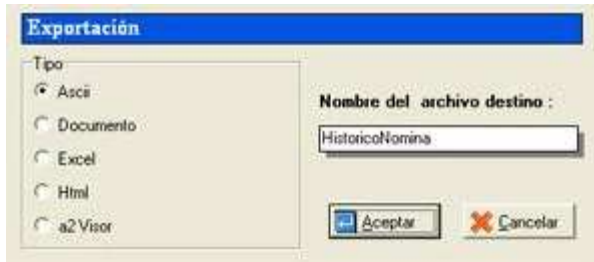 Exportación
Tipo
Ascii
Documento
Excel
Html
a2 Visor
Nombre del archivo destino :
HistoricoNomina
Aceptar
Cancelar